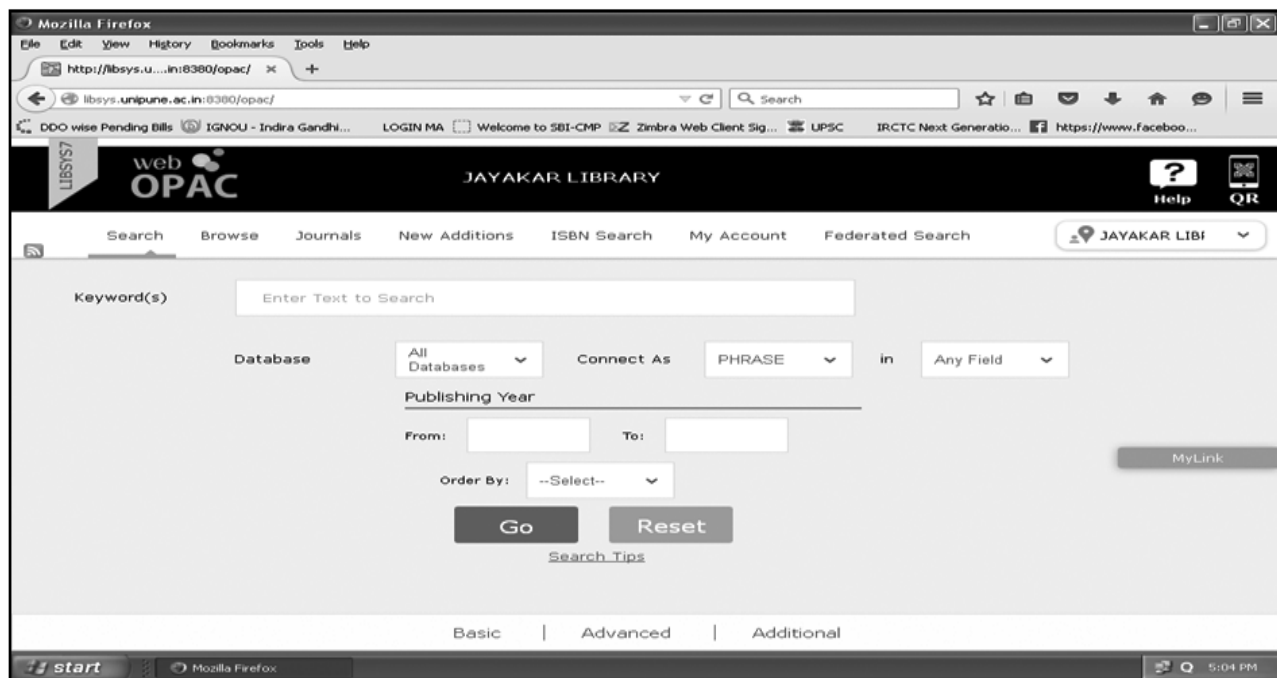 Mozilla Firefox
File Edit View History Bookmarks Tools Help
http://libsys.u....in:8380/opac/ × +
libsys.unipune.ac.in:8380/opac/ Search
DDO wise Pending Bills IGNOU - Indira Gandhi... LOGIN MA Welcome to SBI-CMP Zimbra Web Client Sig... UPSC IRCTC Next Generatio... https://www.faceboo...
LIBSYS7
web OPAC
JAYAKAR LIBRARY
? Help
QR
Search Browse Journals New Additions ISBN Search My Account Federated Search JAYAKAR LIBF
Keyword(s) Enter Text to Search
Database All Databases Connect As PHRASE in Any Field
Publishing Year
From: To:
MyLink
Order By: --Select--
Go Reset
Search Tips
Basic | Advanced | Additional
start Mozilla Firefox Q 5:04 PM